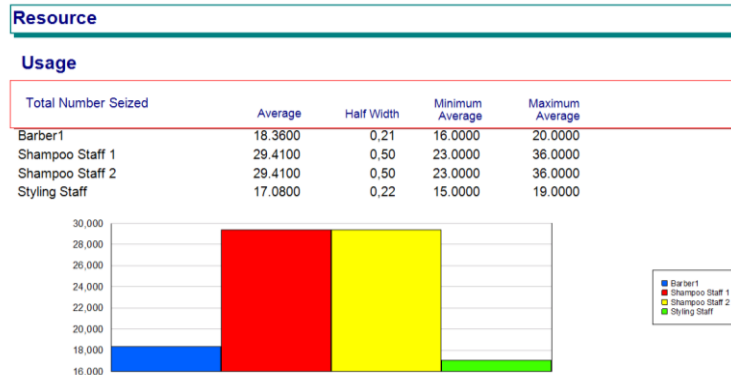 Resource
Usage
Total Number Seized Average Half Width Minimum Average Maximum Average
Barber1 18.3600 0,21 16.0000 20.0000
Shampoo Staff 1 29.4100 0,50 23.0000 36.0000
Shampoo Staff 2 29.4100 0,50 23.0000 36.0000
Styling Staff 17.0800 0,22 15.0000 19.0000
30,000
28,000
26,000
24,000
22,000
20,000
18,000
16,000
Barber1
Shampoo Staff 1
Shampoo Staff 2
Styling Staff